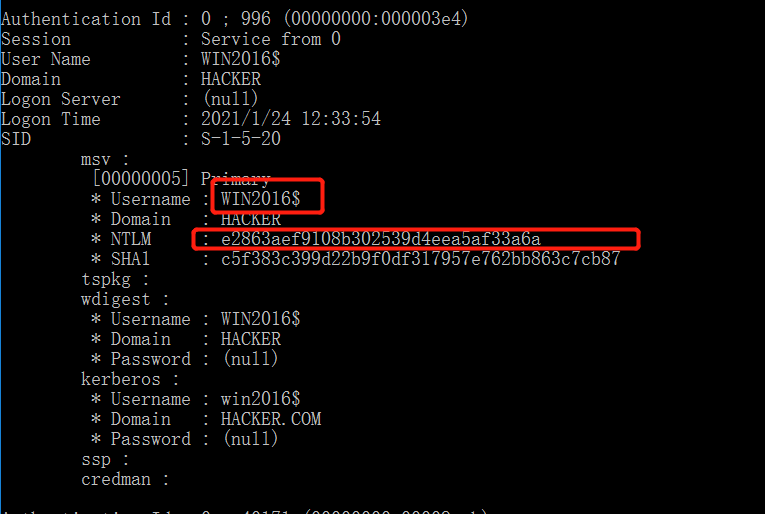 Authentication Id : 0 ; 996 (00000000:000003e4)
Session : Service from 0
User Name : WIN2016$
Domain : HACKER
Logon Server : (null)
Logon Time : 2021/1/24 12:33:54
SID : S-1-5-20
msv :
[00000005] Primary
* Username : WIN2016$
* Domain : HACKER
* NTLM : e2863aef9108b302539d4eea5af33a6a
* SHA1 : c5f383c399d22b9f0df317957e762bb863c7cb87
tspkg :
wdigest :
* Username : WIN2016$
* Domain : HACKER
* Password : (null)
kerberos :
* Username : win2016$
* Domain : HACKER.COM
* Password : (null)
ssp :
credman :